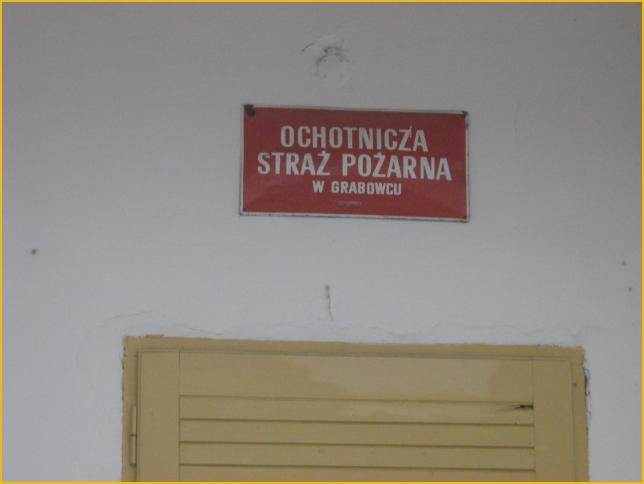 OCHOTNICZA
STRAŻ POŻARNA
W GRABOWCU